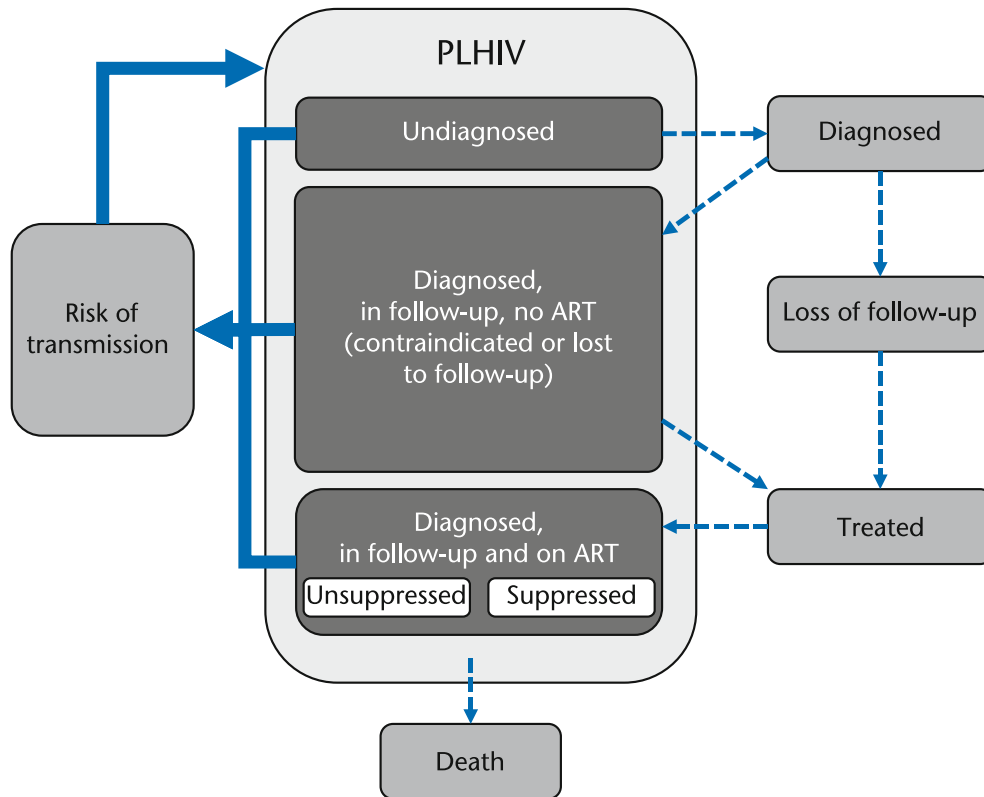 PLHIV
Undiagnosed
Diagnosed
Diagnosed,
in follow-up, no ART
(contraindicated or lost
to follow-up)
Risk of
transmission
Loss of follow-up
Diagnosed,
in follow-up and on ART
Unsuppressed
Suppressed
Treated
Death